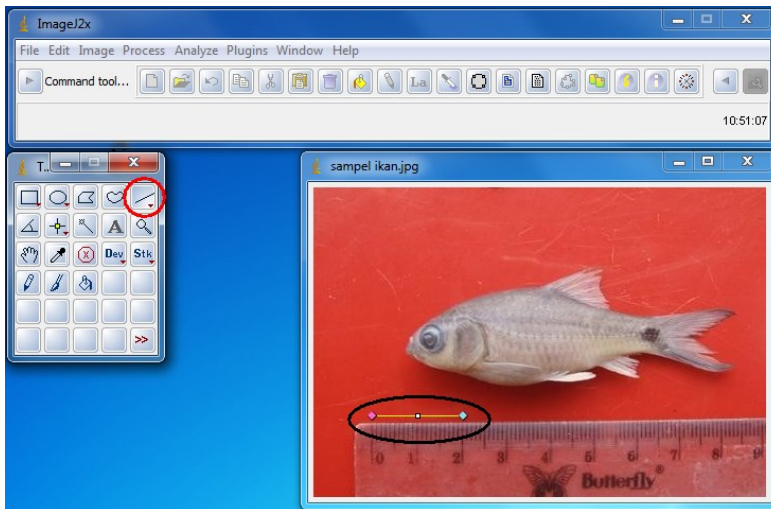 ImageJ2x
File Edit Image Process Analyze Plugins Window Help
Command tool...
La
10:51:07
T...
sampel ikan.jpg
A
Dev
Stk
>>
0 1 2 3 4 5 6 7 8 9
Butterfly®